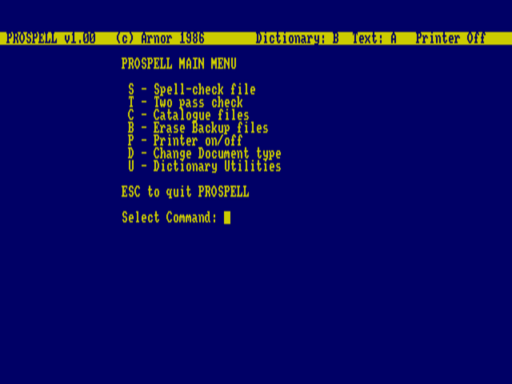 PROSPELL v1.00 (c) Arnor 1986 Dictionary: B Text: A Printer Off
PROSPELL MAIN MENU
S - Spell-check file
T - Two pass check
C - Catalogue files
B - Erase Backup files
P - Printer on/off
D - Change Document type
U - Dictionary Utilities
ESC to quit PROSPELL
Select Command: